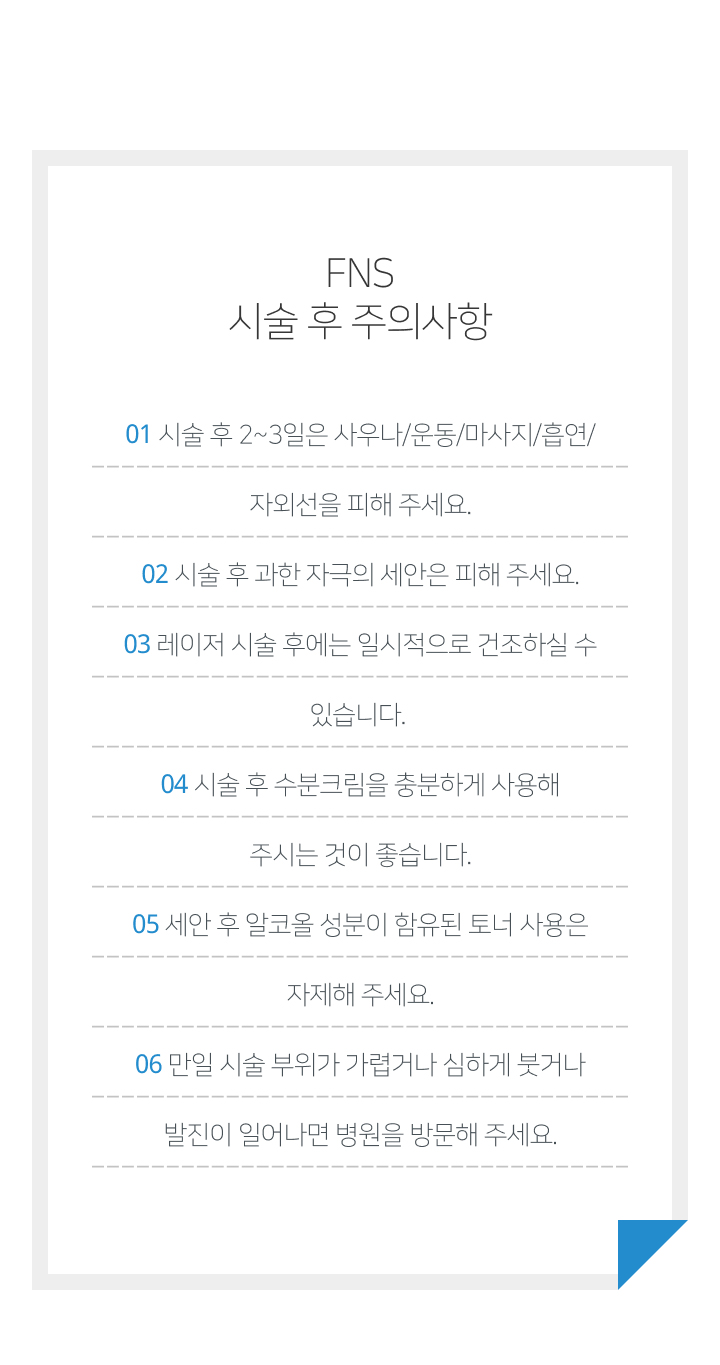 FNS
시술 후 주의사항
01 시술 후 2~3일은 사우나/운동/마사지/흡연/
자외선을 피해 주세요.
02 시술 후 과한 자극의 세안은 피해 주세요.
03 레이저 시술 후에는 일시적으로 건조하실 수
있습니다.
04 시술 후 수분크림을 충분하게 사용해
주시는 것이 좋습니다.
05 세안 후 알코올 성분이 함유된 토너 사용은
자제해 주세요.
06 만일 시술 부위가 가렵거나 심하게 붓거나
발진이 일어나면 병원을 방문해 주세요.